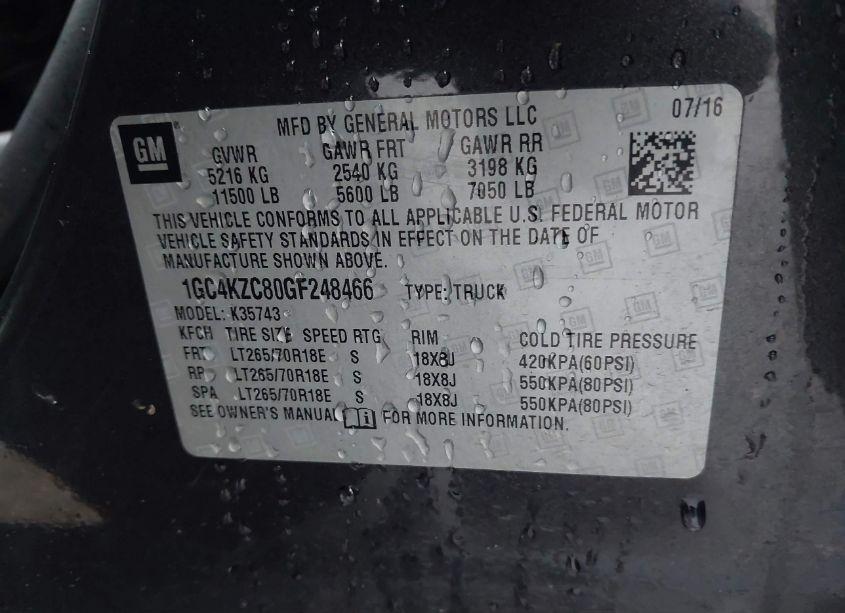 MFD BY GENERAL MOTORS LLC 07/16
GM
GVWR GAWR FRT GAWR RR
5216 KG 2540 KG 3198 KG
11500 LB 5600 LB 7050 LB
THIS VEHICLE CONFORMS TO ALL APPLICABLE U.S. FEDERAL MOTOR
VEHICLE SAFETY STANDARDS IN EFFECT ON THE DATE OF
MANUFACTURE SHOWN ABOVE.
1GC4KZC80GF248466 TYPE: TRUCK
MODEL: K35743
KFCH TIRE SIZE SPEED RTG RIM COLD TIRE PRESSURE
FRT LT265/70R18E S 18X8J 420KPA(60PSI)
RR LT265/70R18E S 18X8J 550KPA(80PSI)
SPA LT265/70R18E S 18X8J 550KPA(80PSI)
SEE OWNER'S MANUAL FOR MORE INFORMATION.